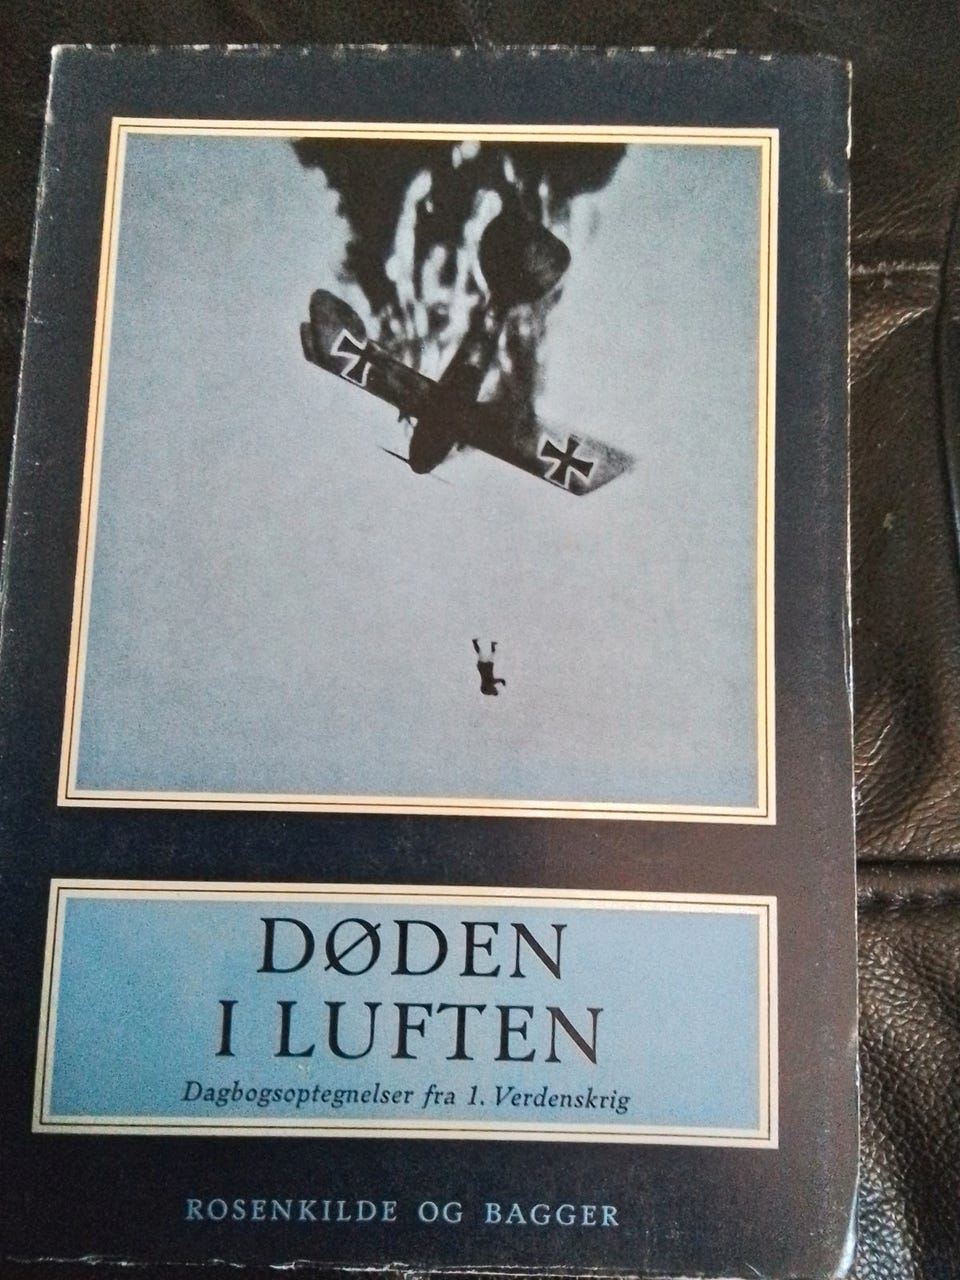 DØDEN
I LUFTEN
Dagbogsoptegnelser fra 1. Verdenskrig
ROSENKILDE OG BAGGER